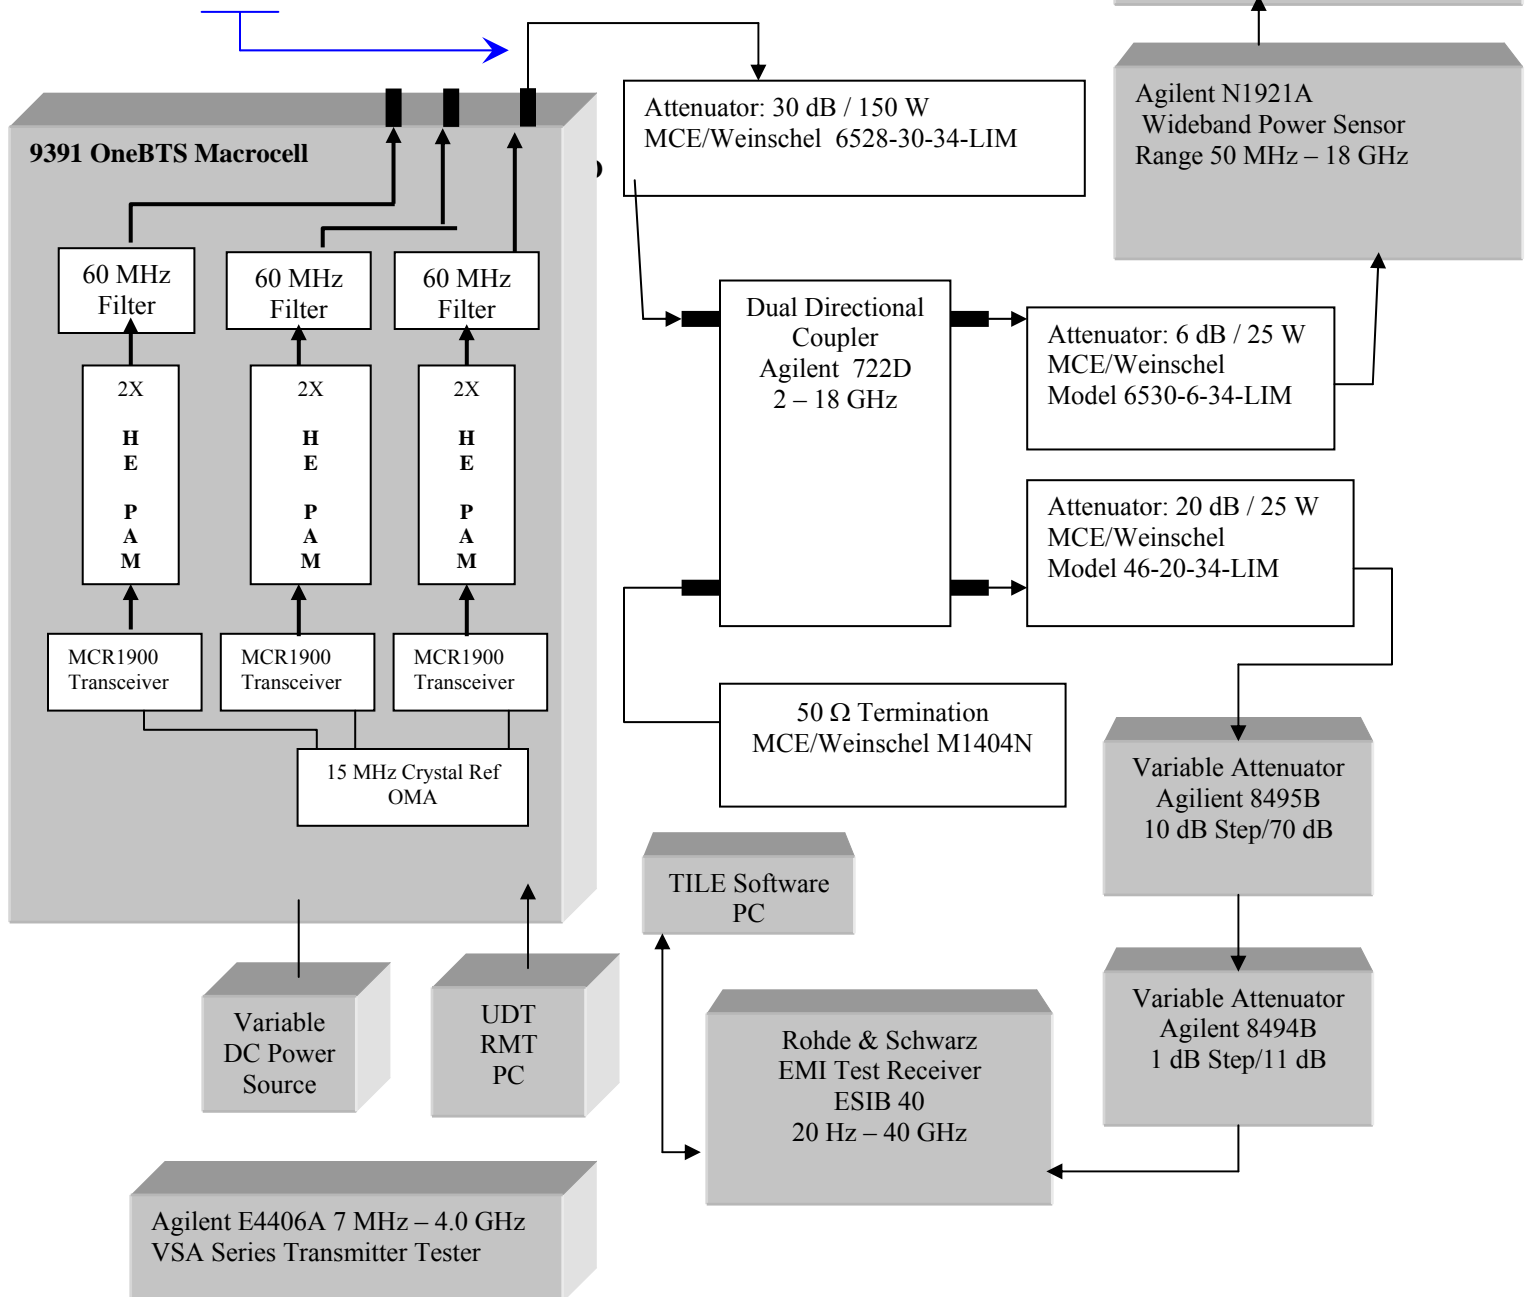 9391 OneBTS Macrocell
60 MHz
Filter
60 MHz
Filter
60 MHz
Filter
2X
H
E
P
A
M
2X
H
E
P
A
M
2X
H
E
P
A
M
MCR1900
Transceiver
MCR1900
Transceiver
MCR1900
Transceiver
15 MHz Crystal Ref
OMA
Variable
DC Power
Source
UDT
RMT
PC
Agilent E4406A 7 MHz – 4.0 GHz
VSA Series Transmitter Tester
Attenuator: 30 dB / 150 W
MCE/Weinschel 6528-30-34-LIM
Agilent N1921A
Wideband Power Sensor
Range 50 MHz – 18 GHz
Dual Directional
Coupler
Agilent 722D
2 – 18 GHz
Attenuator: 6 dB / 25 W
MCE/Weinschel
Model 6530-6-34-LIM
Attenuator: 20 dB / 25 W
MCE/Weinschel
Model 46-20-34-LIM
50 Ω Termination
MCE/Weinschel M1404N
Variable Attenuator
Agilient 8495B
10 dB Step/70 dB
TILE Software
PC
Variable Attenuator
Agilent 8494B
1 dB Step/11 dB
Rohde & Schwarz
EMI Test Receiver
ESIB 40
20 Hz – 40 GHz